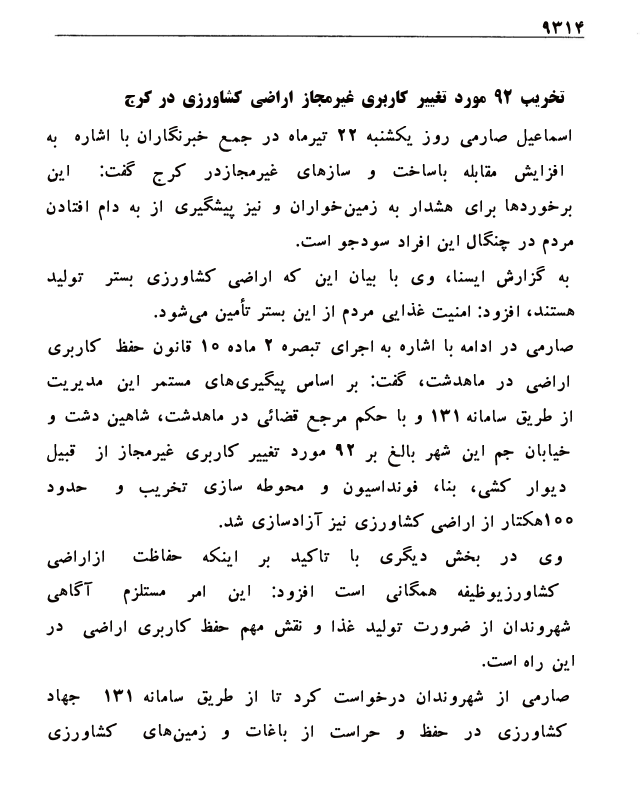 ۹۳۱۴
تخریب ۹۲ مورد تغییر کاربری غیرمجاز اراضی کشاورزی در کرج
اسماعیل صارمی روز یکشنبه ۲۲ تیرماه در جمع خبرنگاران با اشاره به
افزایش مقابله باساخت و سازهای غیرمجازدر کرج گفت: این
برخوردها برای هشدار به زمین‌خواران و نیز پیشگیری از به دام افتادن
مردم در چنگال این افراد سودجو است.
به گزارش ایسنا، وی با بیان این که اراضی کشاورزی بستر تولید
هستند، افزود: امنیت غذایی مردم از این بستر تأمین می‌شود.
صارمی در ادامه با اشاره به اجرای تبصره ۲ ماده ۱۰ قانون حفظ کاربری
اراضی در ماهدشت، گفت: بر اساس پیگیری‌های مستمر این مدیریت
از طریق سامانه ۱۳۱ و با حکم مرجع قضائی در ماهدشت، شاهین دشت و
خیابان جم این شهر بالغ بر ۹۲ مورد تغییر کاربری غیرمجاز از قبیل
دیوار کشی، بنا، فونداسیون و محوطه سازی تخریب و حدود
۱۰۰هکتار از اراضی کشاورزی نیز آزادسازی شد.
وی در بخش دیگری با تاکید بر اینکه حفاظت ازاراضی
کشاورزیوظیفه همگانی است افزود: این امر مستلزم آگاهی
شهروندان از ضرورت تولید غذا و نقش مهم حفظ کاربری اراضی در
این راه است.
صارمی از شهروندان درخواست کرد تا از طریق سامانه ۱۳۱ جهاد
کشاورزی در حفظ و حراست از باغات و زمین‌های کشاورزی